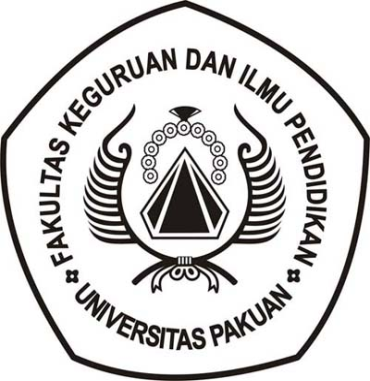 FAKULTAS KEGURUAN DAN ILMU PENDIDIKAN
UNIVERSITAS PAKUAN